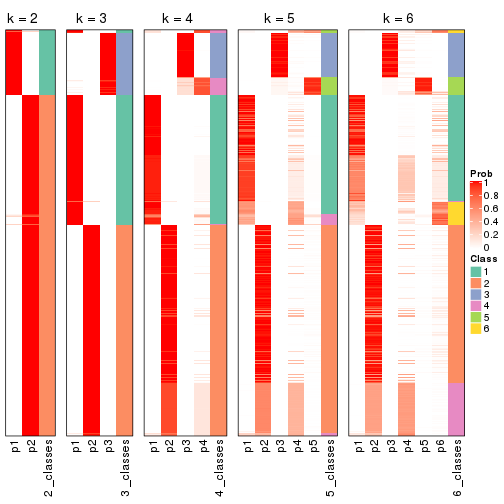 k = 2
k = 3
k = 4
k = 5
k = 6
p1
p2
2_classes
p1
p2
p3
3_classes
p1
p2
p3
p4
4_classes
p1
p2
p3
p4
p5
5_classes
p1
p2
p3
p4
p5
p6
6_classes
Prob
1
0.8
0.6
0.4
0.2
0
Class
1
2
3
4
5
6